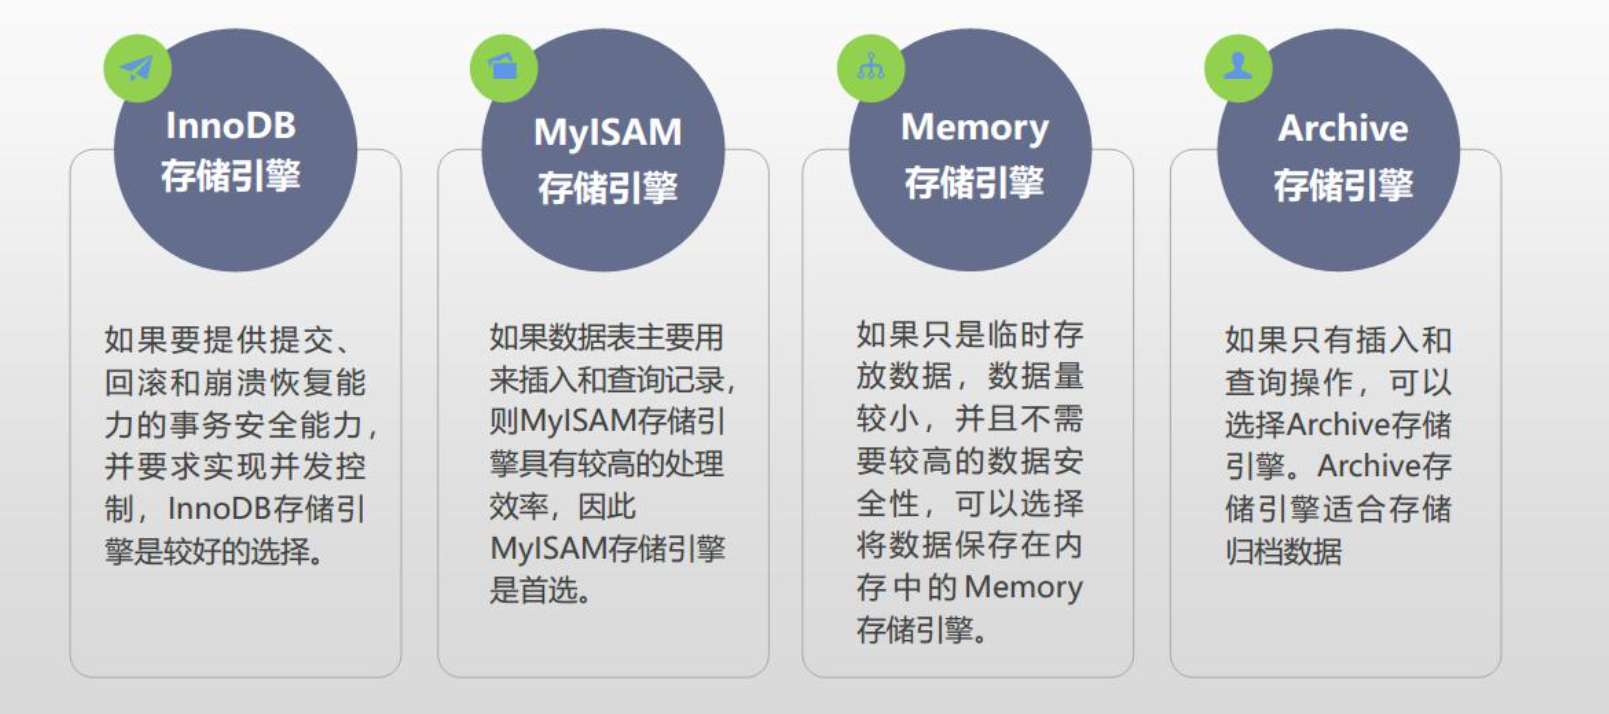 InnoDB
存储引擎
如果要提供提交、
回滚和崩溃恢复能
力的事务安全能力，
并要求实现并发控
制，InnoDB存储引
擎是较好的选择。
MyISAM
存储引擎
如果数据表主要用
来插入和查询记录，
则MyISAM存储引
擎具有较高的处理
效率，因此
MyISAM存储引擎
是首选。
Memory
存储引擎
如果只是临时存
放数据，数据量
较小，并且不需
要较高的数据安
全性，可以选择
将数据保存在内
存中的Memory
存储引擎。
Archive
存储引擎
如果只有插入和
查询操作，可以
选择Archive存储
引擎。Archive存
储引擎适合存储
归档数据